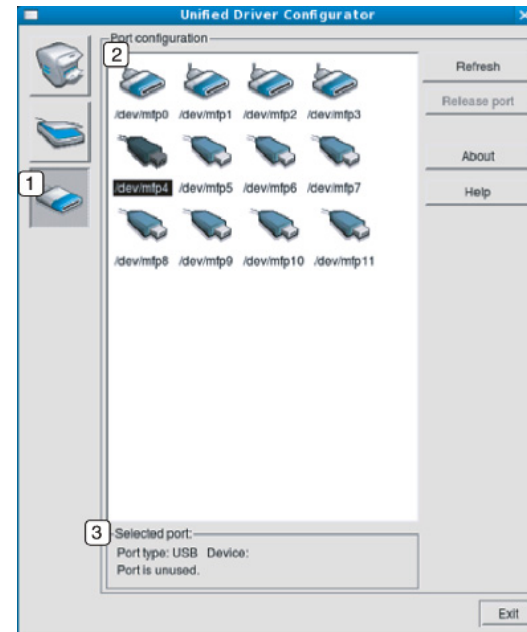 Unified Driver Configurator
Port configuration
2
/dev/mfp0 /dev/mfp1 /dev/mfp2 /dev/mfp3
/dev/mfp4 /dev/mfp5 /dev/mfp6 /dev/mfp7
/dev/mfp8 /dev/mfp9 /dev/mfp10 /dev/mfp11
1
Refresh
Release port
About
Help
3
Selected port:
Port type: USB Device:
Port is unused.
Exit